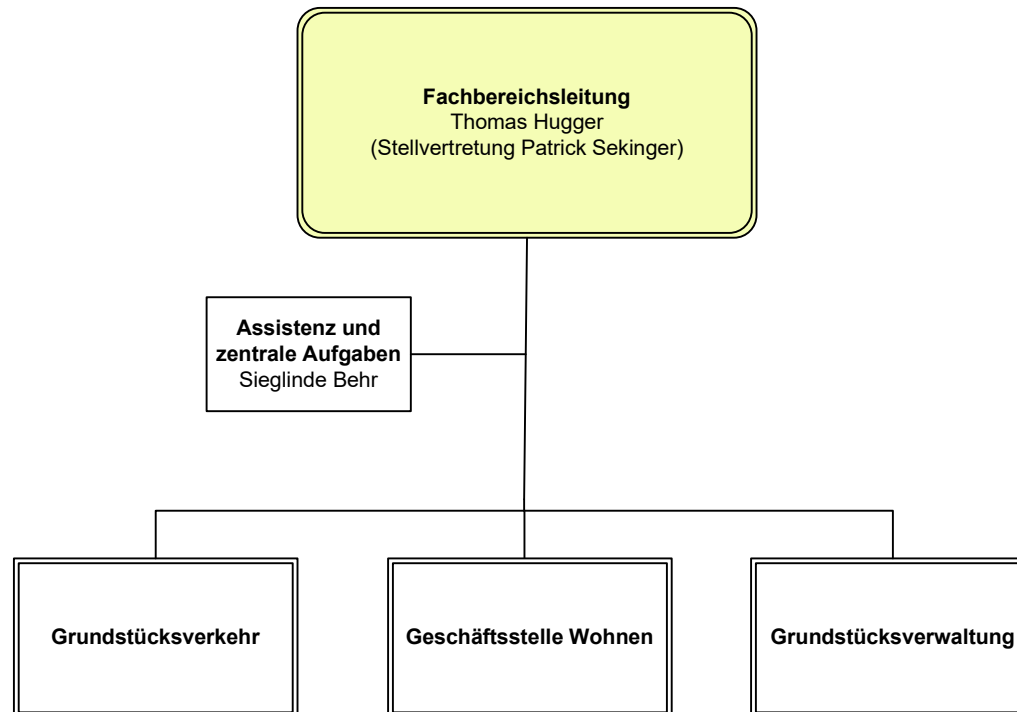 Fachbereichsleitung
Thomas Hugger
(Stellvertretung Patrick Sekinger)
Assistenz und
zentrale Aufgaben
Sieglinde Behr
Grundstücksverkehr
Geschäftsstelle Wohnen
Grundstücksverwaltung